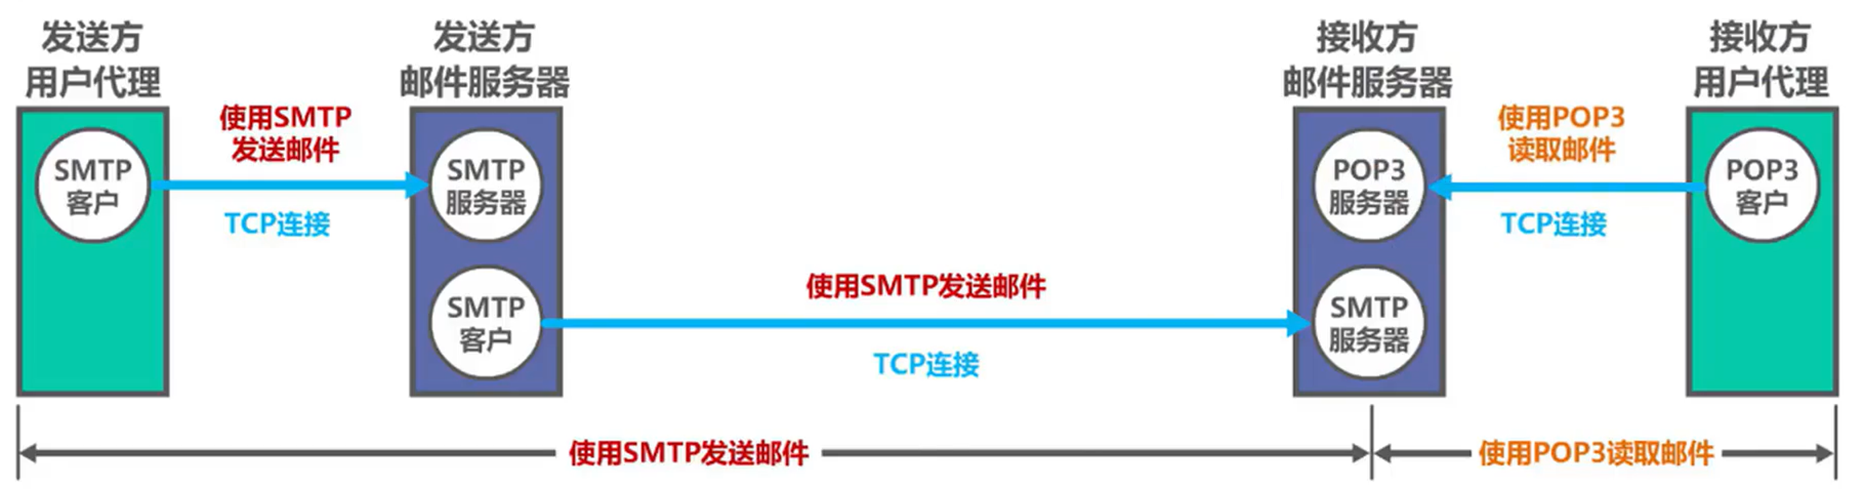 发送方
用户代理
发送方
邮件服务器
接收方
邮件服务器
接收方
用户代理
SMTP
客户
使用SMTP
发送邮件
TCP连接
SMTP
服务器
POP3
服务器
使用POP3
读取邮件
TCP连接
POP3
客户
SMTP
客户
使用SMTP发送邮件
TCP连接
SMTP
服务器
使用SMTP发送邮件
使用POP3读取邮件